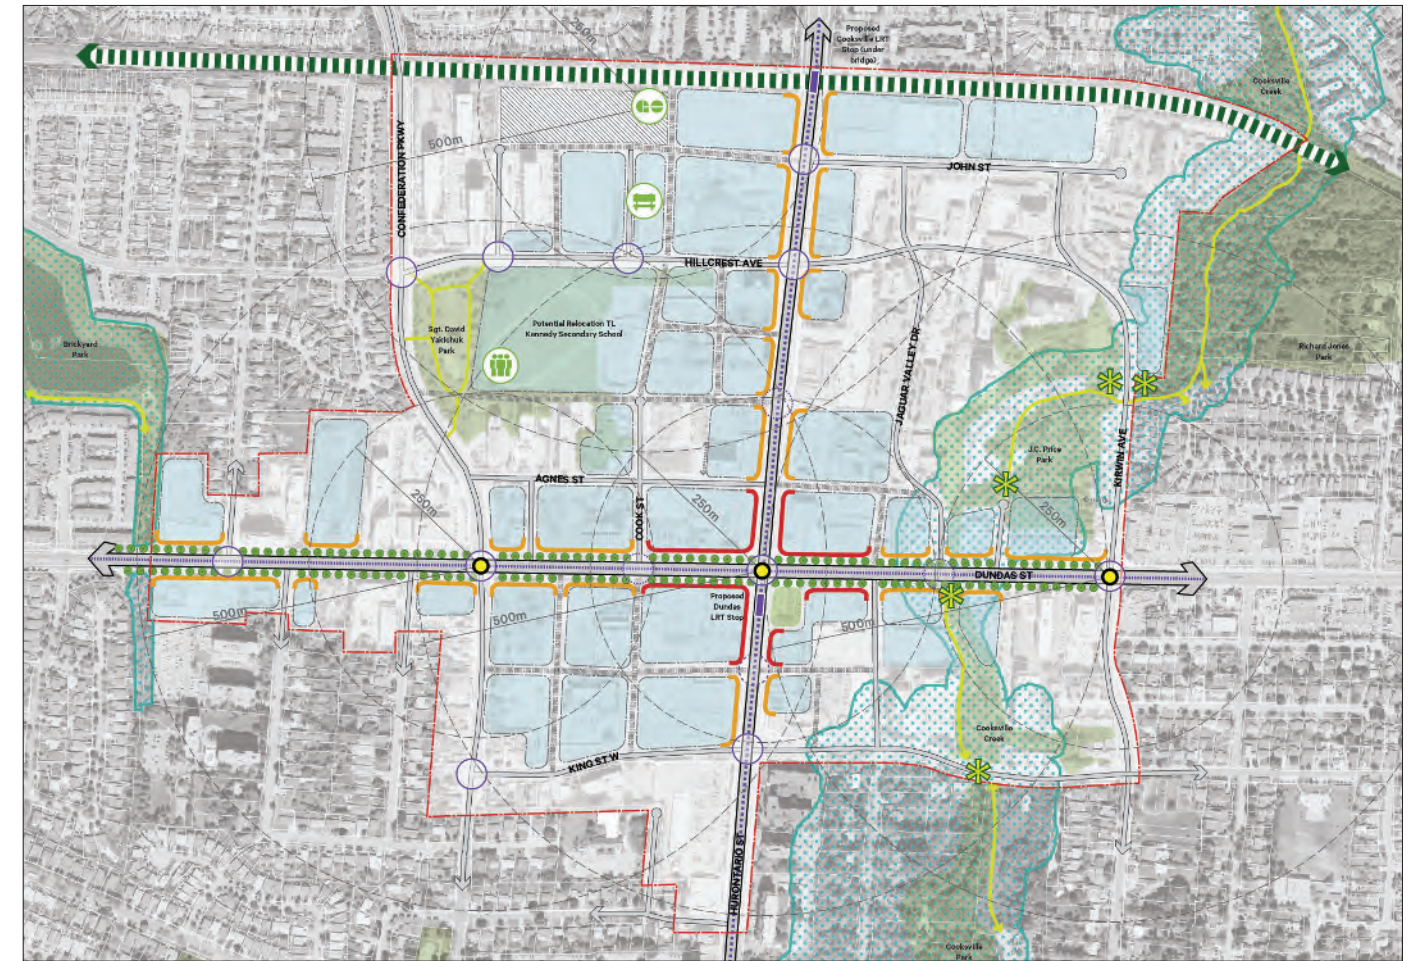 250m
Proposed
Cooksville LRT
Stop (under
bridge)
Cooksville
Creek
500m
CONFEDERATION PKWY
JOHN ST
HILLCREST AVE
Sgt. David
Yakichuk
Park
Potential Relocation TL
Kennedy Secondary School
Brickyard
Park
Richard Jones
Park
JAGUAR VALLEY DR
J.C. Price
Park
KIRWIN AVE
AGNES ST
250m
COOK ST
250m
250m
DUNDAS ST
Proposed
Dundas
LRT Stop
500m
500m
500m
Cooksville
Creek
KING ST W
HURONTARIO ST
Cooksville
Park